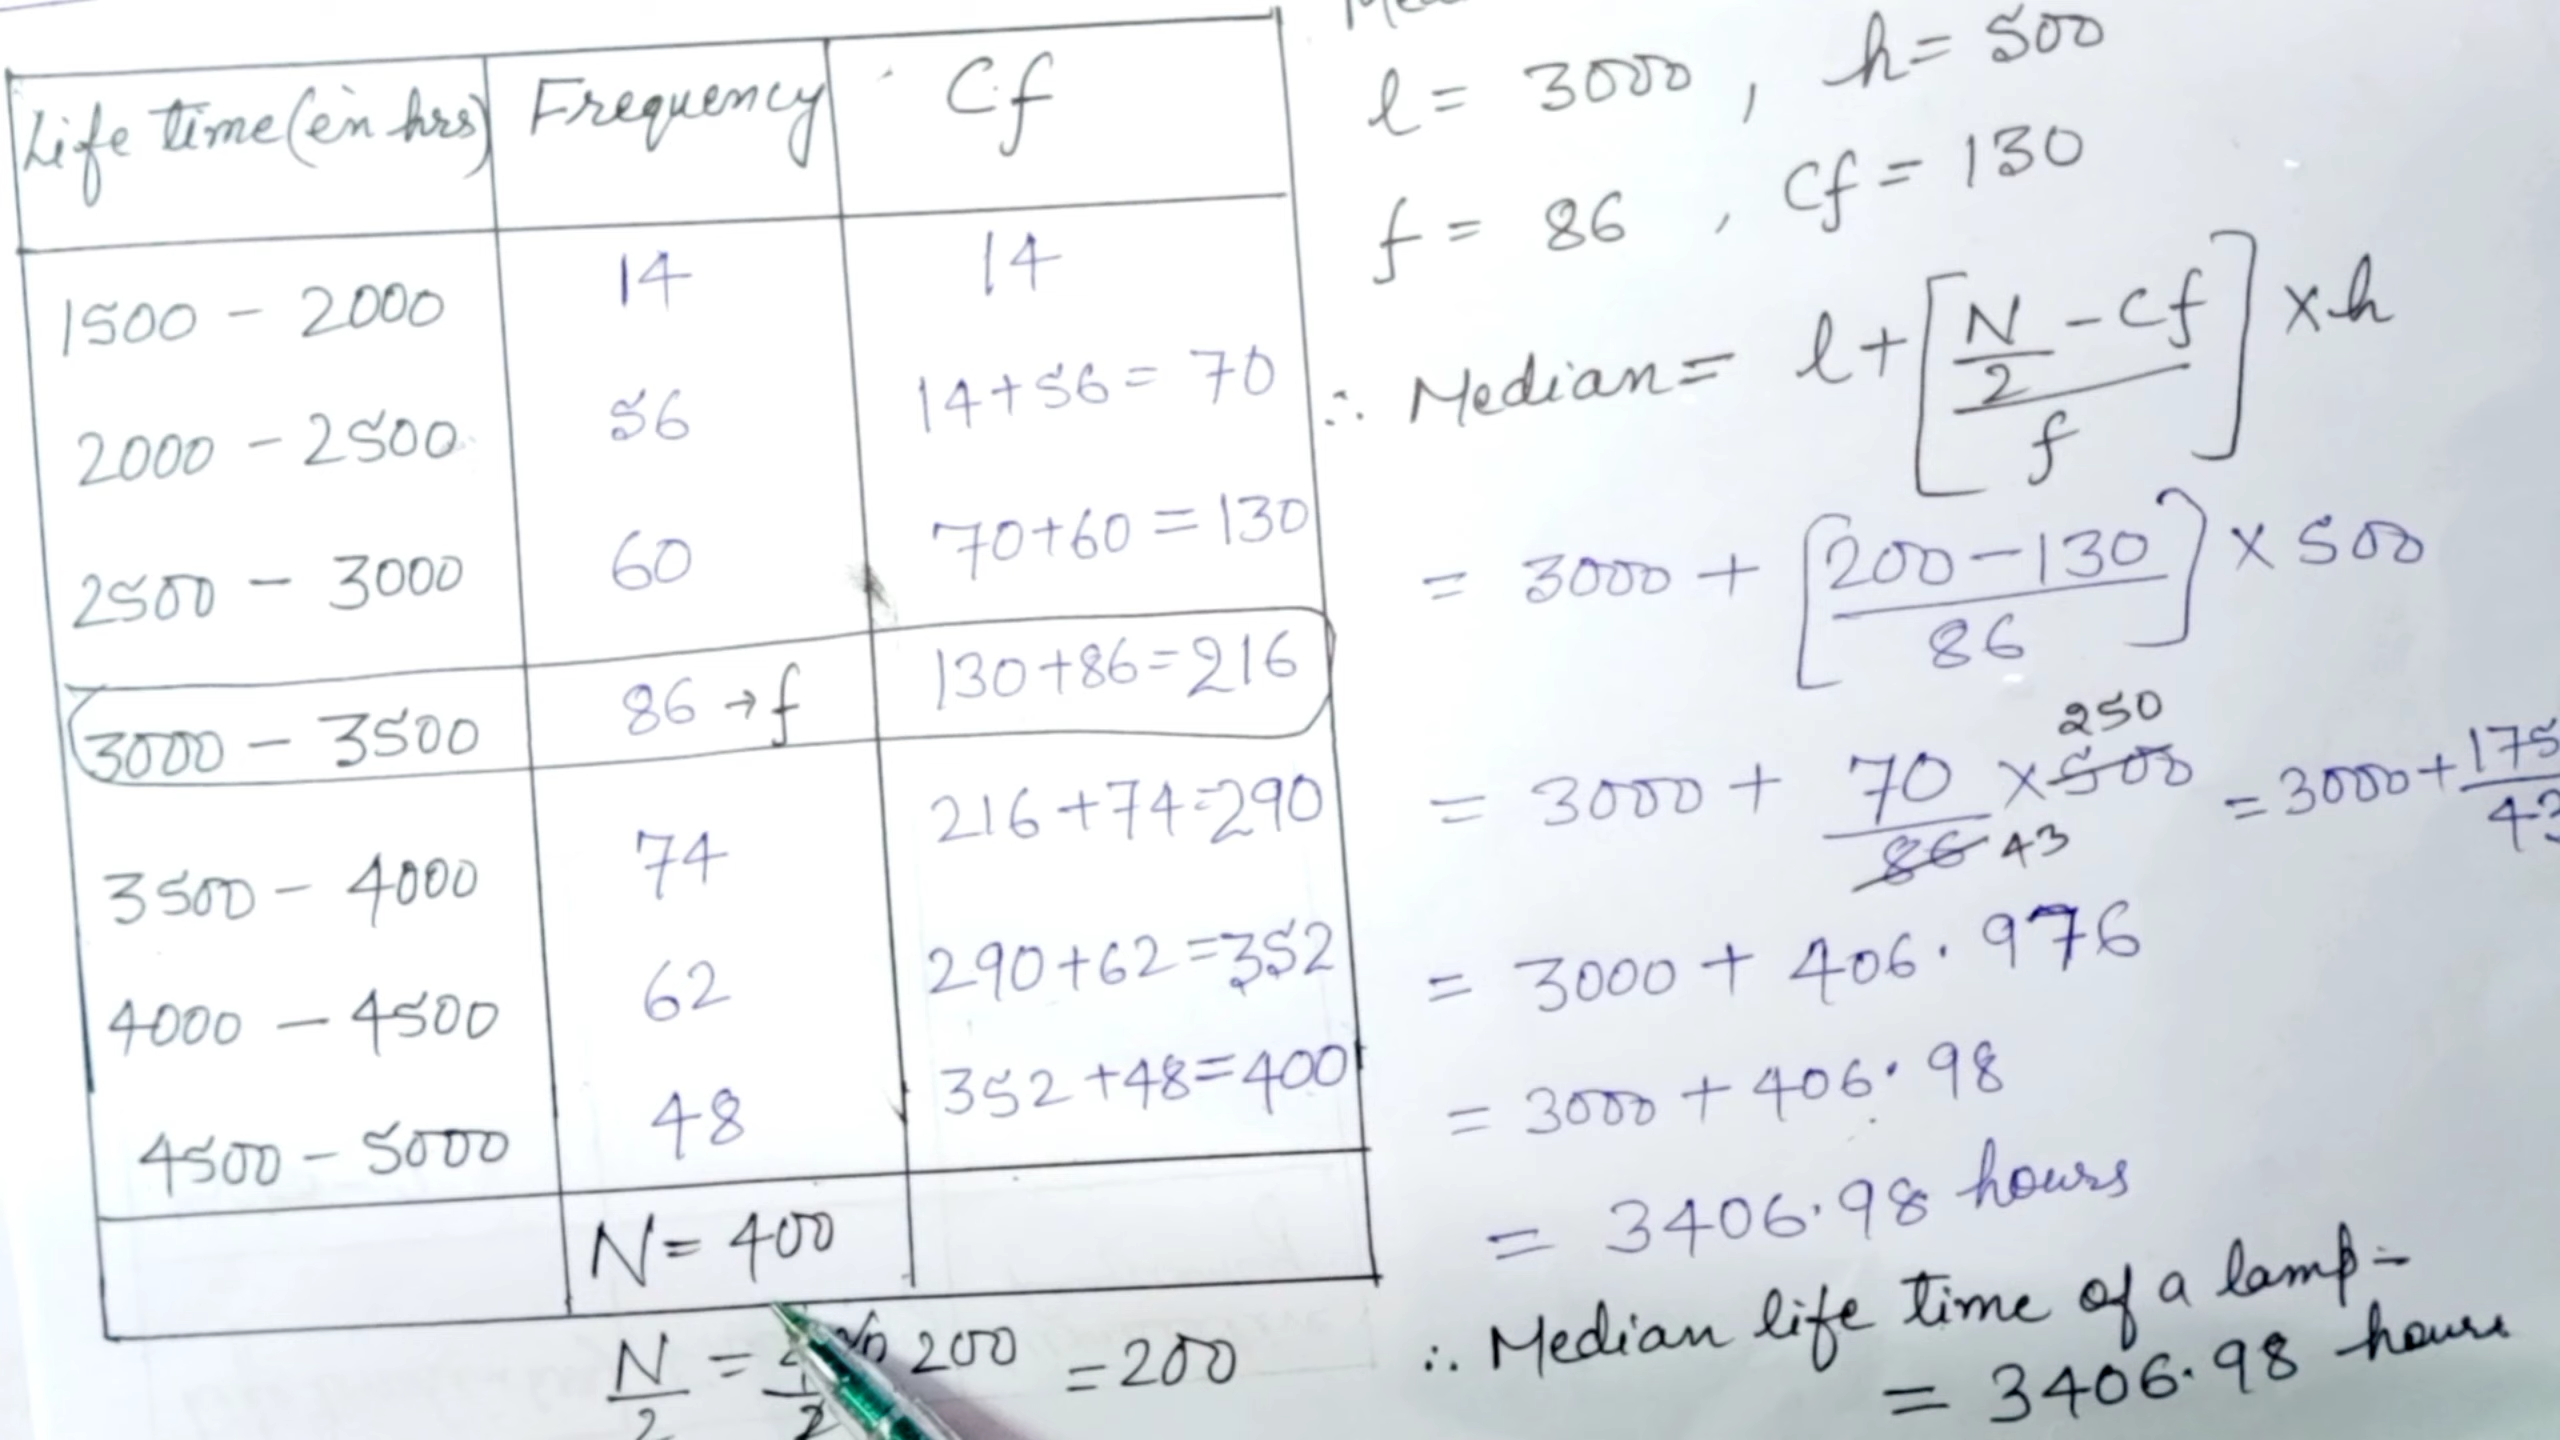 Life time (in hrs) Frequency Cf
1500 - 2000 14 14
2000 - 2500 56 14+56= 70
2500 - 3000 60 70+60=130
3000 - 3500 86 → f 130+86=216
3500 - 4000 74 216+74=290
4000 - 4500 62 290+62=352
4500 - 5000 48 352+48=400
N= 400
N/2 = 200 =200
l= 3000 , h= 500
f= 86 , Cf= 130
∴ Median= l+[(N/2 - Cf)/f] ×h
= 3000 + [(200-130)/86] × 500
= 3000 + 70/86 43 ×500 250 = 3000+
= 3000 + 406.976
= 3000 + 406.98
= 3406.98 hours
∴ Median life time of a lamp=
= 3406.98 hours